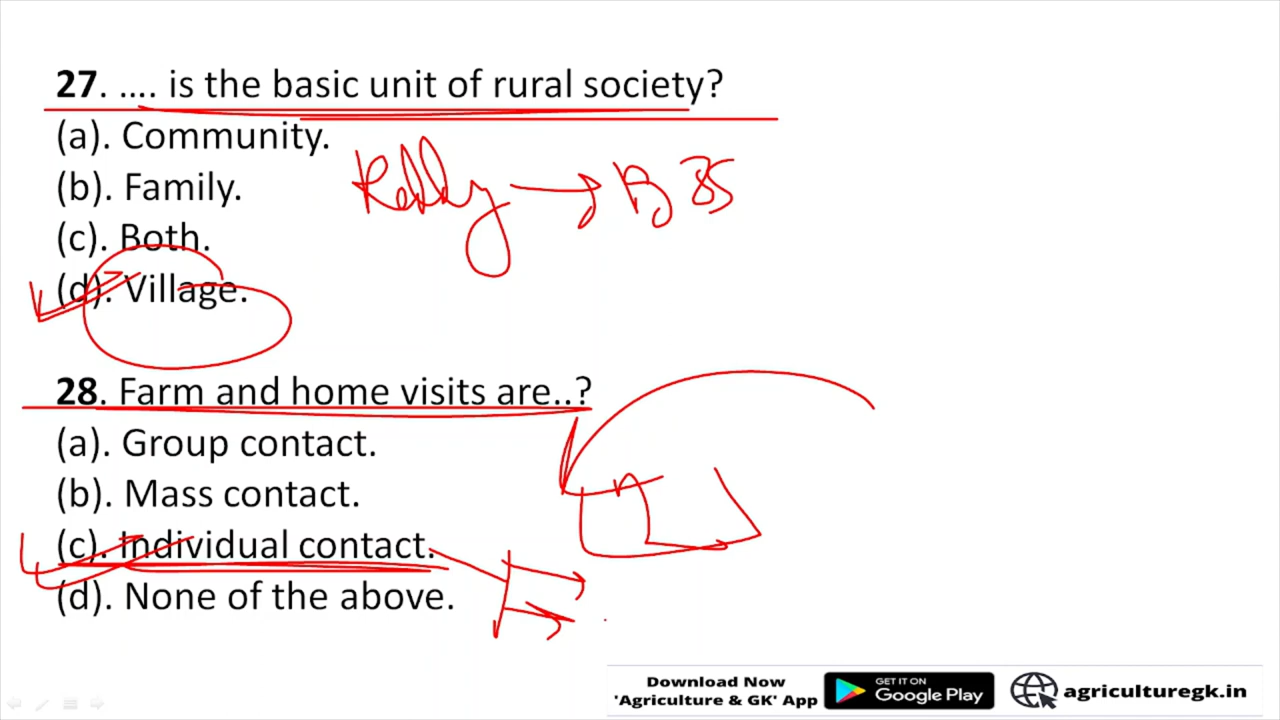 27. .... is the basic unit of rural society?
(a). Community.
(b). Family.
(c). Both.
(d). Village.
28. Farm and home visits are..?
(a). Group contact.
(b). Mass contact.
(c). Individual contact.
(d). None of the above.
Download Now
'Agriculture & GK' App
GET IT ON
Google Play
agriculturegk.in